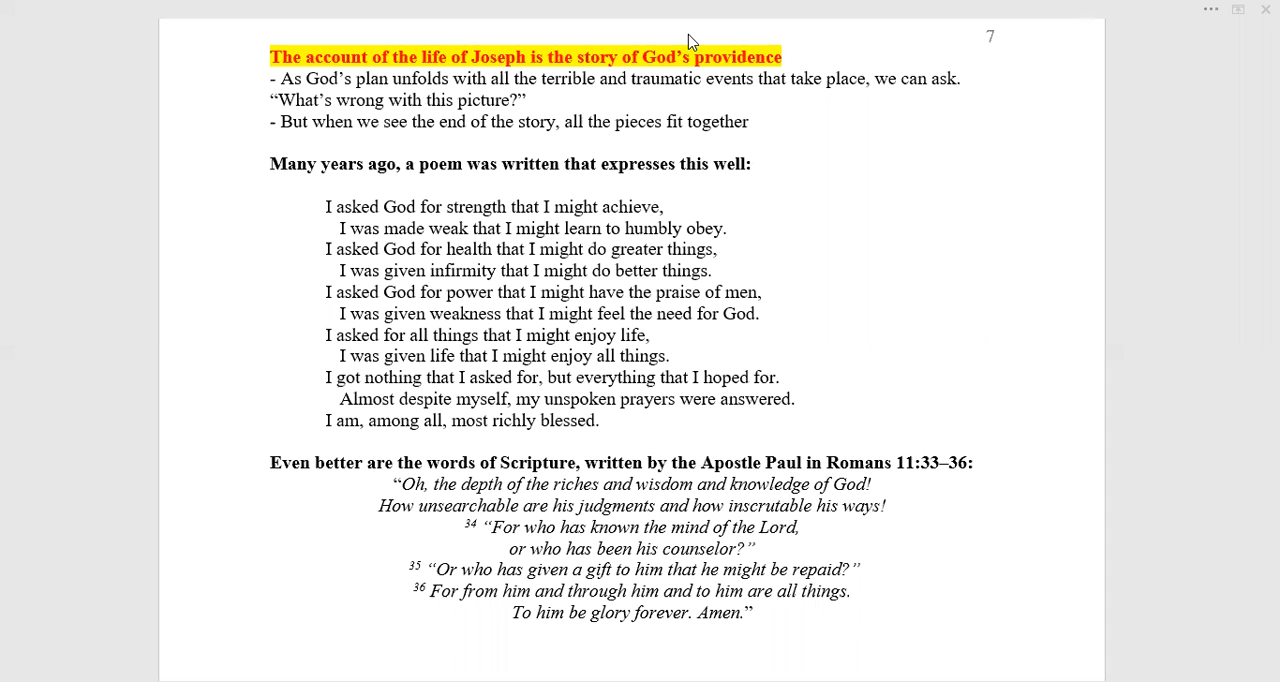 7
The account of the life of Joseph is the story of God’s providence
- As God’s plan unfolds with all the terrible and traumatic events that take place, we can ask.
“What’s wrong with this picture?”
- But when we see the end of the story, all the pieces fit together
Many years ago, a poem was written that expresses this well:
I asked God for strength that I might achieve,
I was made weak that I might learn to humbly obey.
I asked God for health that I might do greater things,
I was given infirmity that I might do better things.
I asked God for power that I might have the praise of men,
I was given weakness that I might feel the need for God.
I asked for all things that I might enjoy life,
I was given life that I might enjoy all things.
I got nothing that I asked for, but everything that I hoped for.
Almost despite myself, my unspoken prayers were answered.
I am, among all, most richly blessed.
Even better are the words of Scripture, written by the Apostle Paul in Romans 11:33–36:
“Oh, the depth of the riches and wisdom and knowledge of God!
How unsearchable are his judgments and how inscrutable his ways!
34 “For who has known the mind of the Lord,
or who has been his counselor?”
35 “Or who has given a gift to him that he might be repaid?”
36 For from him and through him and to him are all things.
To him be glory forever. Amen.”